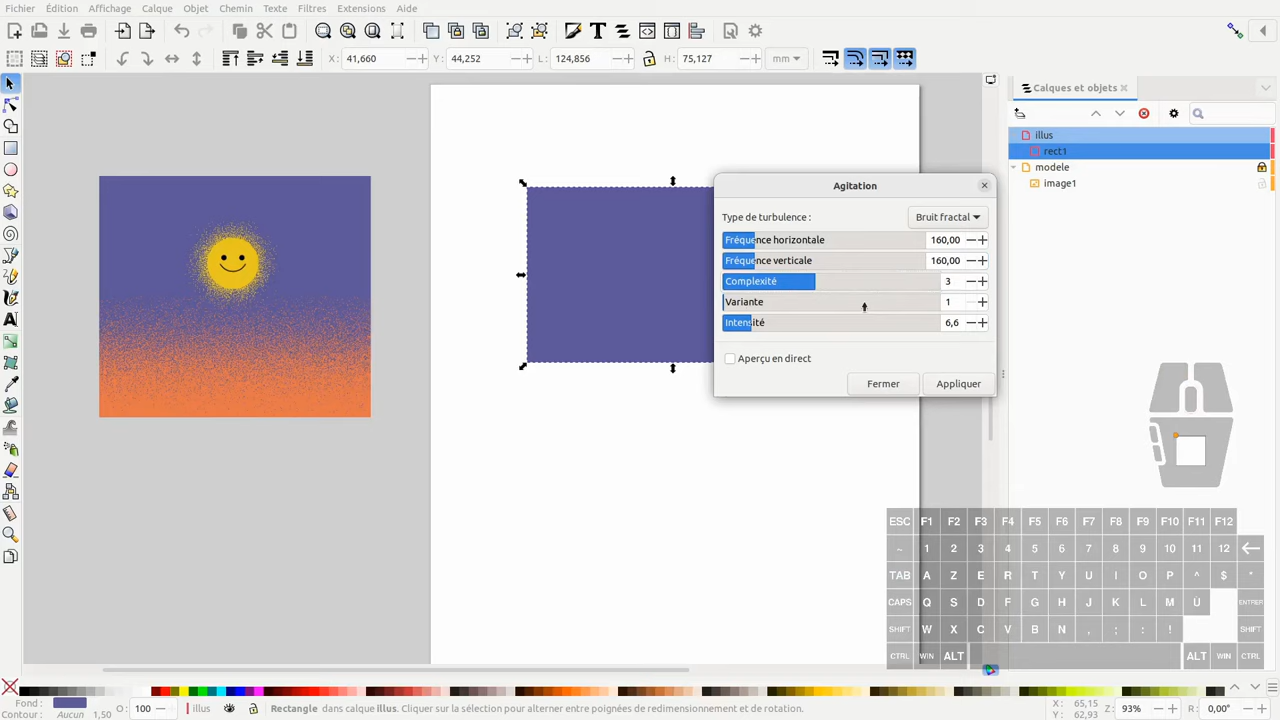 Fichier Édition Affichage Calque Objet Chemin Texte Filtres Extensions Aide
X: 41,660 Y: 44,252 L: 124,856 H: 75,127 mm
Calques et objets
illus
rect1
modele
image1
Agitation
Type de turbulence : Bruit fractal
Fréquence horizontale 160,00
Fréquence verticale 160,00
Complexité 3
Variante 1
Intensité 6,6
Aperçu en direct
Fermer Appliquer
ESC F1 F2 F3 F4 F5 F6 F7 F8 F9 F10 F11 F12
~ 1 2 3 4 5 6 7 8 9 10 11 12
TAB A Z E R T Y U I O P ^ $ *
CAPS Q S D F G H J K L M Ü ENTRER
SHIFT W X C V B N , ; : ! SHIFT
CTRL WIN ALT ALT WIN CTRL
Fond :
Contour : Aucun 1,50
O: 100
illus
Rectangle dans calque illus. Cliquer sur la sélection pour alterner entre poignées de redimensionnement et de rotation.
X: 65,15
Y: 62,93
Z: 93% R: 0,00°